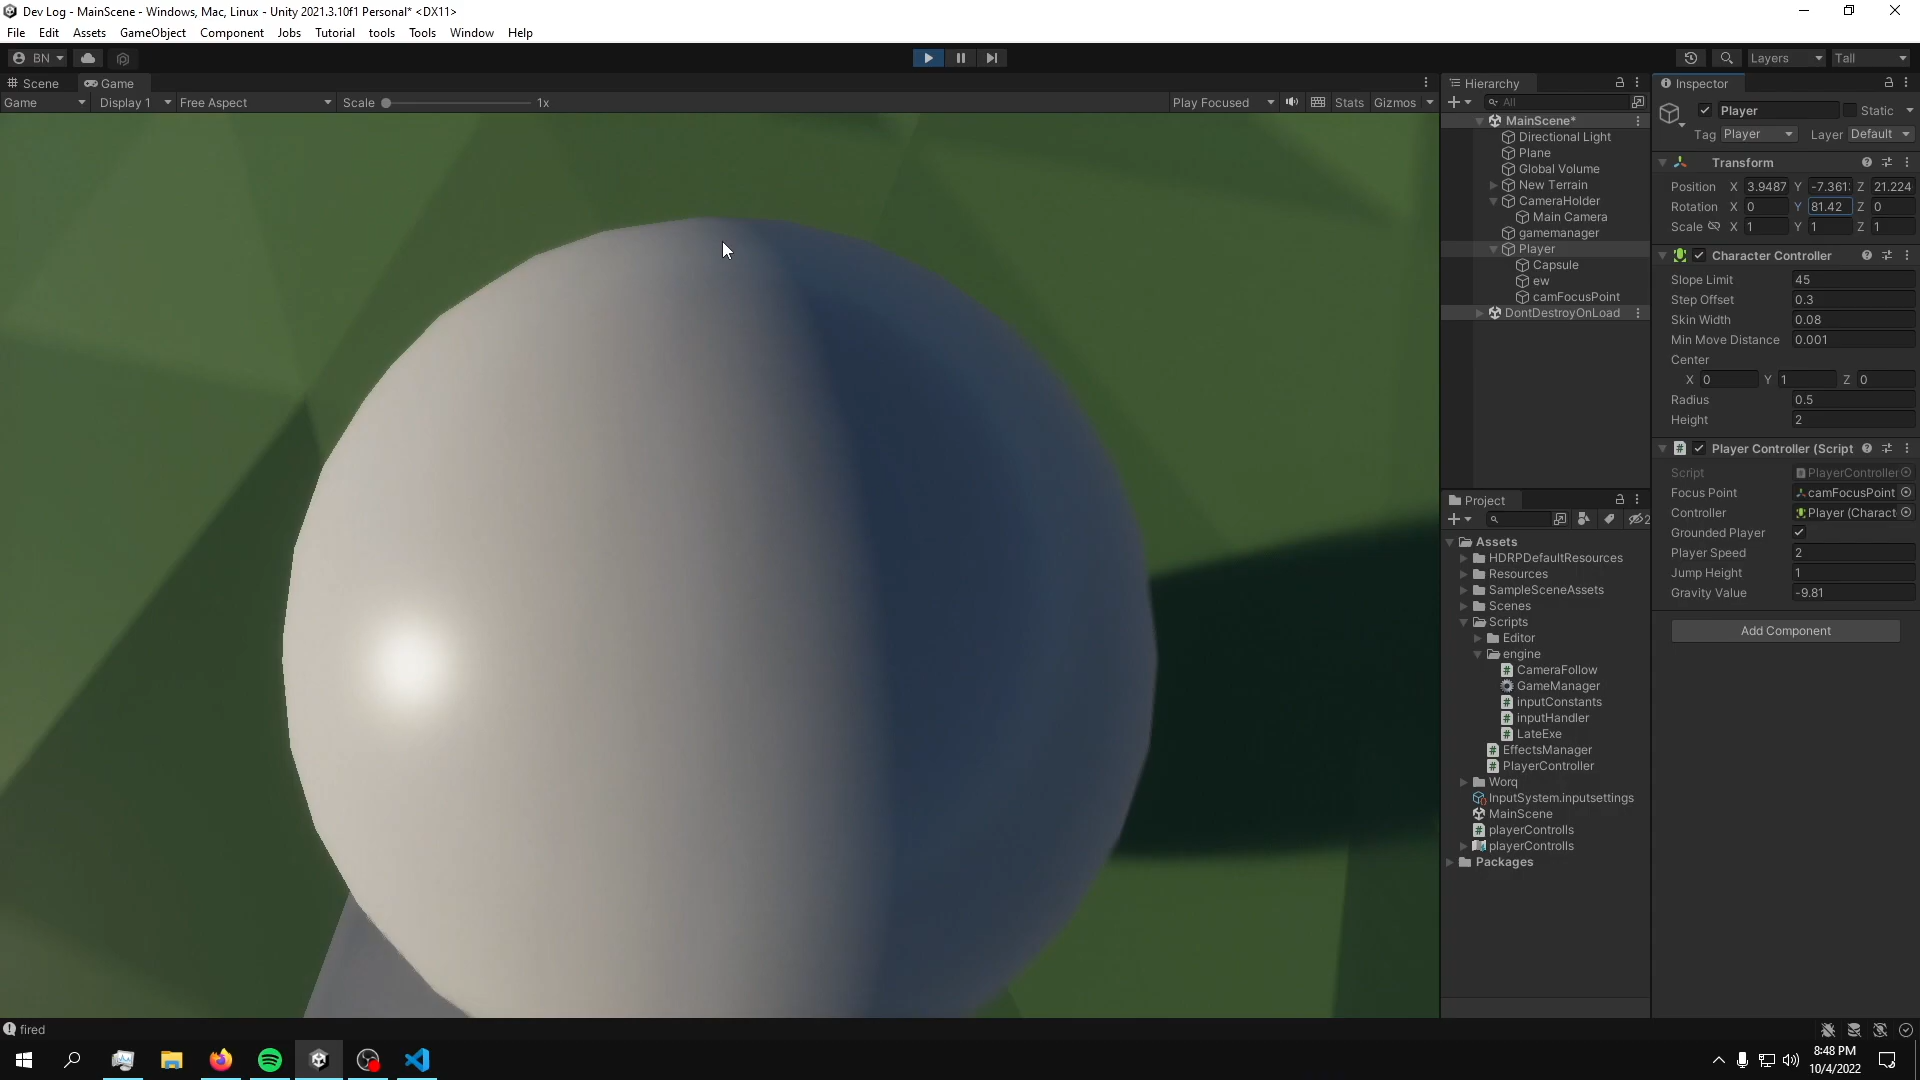 Dev Log - MainScene - Windows, Mac, Linux - Unity 2021.3.10f1 Personal* <DX11>
File Edit Assets GameObject Component Jobs Tutorial tools Tools Window Help
BN Layers Tall
Scene Game Hierarchy Inspector
Game Display 1 Free Aspect Scale 1x Play Focused Stats Gizmos All
Player Static
Tag Player Layer Default
MainScene*
Directional Light
Plane
Global Volume
New Terrain
CameraHolder
Main Camera
gamemanager
Player
Capsule
ew
camFocusPoint
DontDestroyOnLoad
Transform
Position X 3.9487 Y -7.361 Z 21.224
Rotation X 0 Y 81.42 Z 0
Scale X 1 Y 1 Z 1
Character Controller
Slope Limit 45
Step Offset 0.3
Skin Width 0.08
Min Move Distance 0.001
Center
X 0 Y 1 Z 0
Radius 0.5
Height 2
Player Controller (Script
Script PlayerController
Focus Point camFocusPoint
Controller Player (Charact
Grounded Player
Player Speed 2
Jump Height 1
Gravity Value -9.81
Add Component
Project
2
Assets
HDRPDefaultResources
Resources
SampleSceneAssets
Scenes
Scripts
Editor
engine
CameraFollow
GameManager
inputConstants
inputHandler
LateExe
EffectsManager
PlayerController
Worq
InputSystem.inputsettings
MainScene
playerControlls
playerControlls
Packages
fired
8:48 PM
10/4/2022